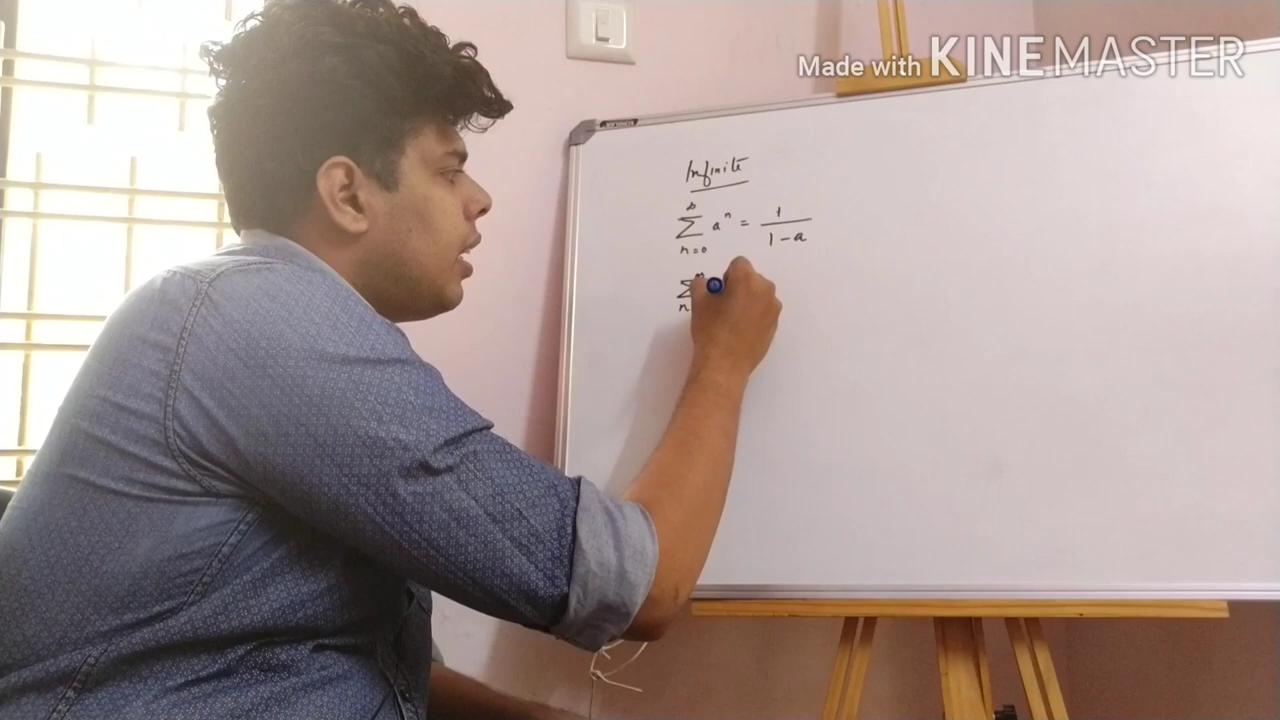 Made with KINEMASTER
Infinite
∞
∑ aⁿ = 1/(1-a)
n=0
∞
∑
n